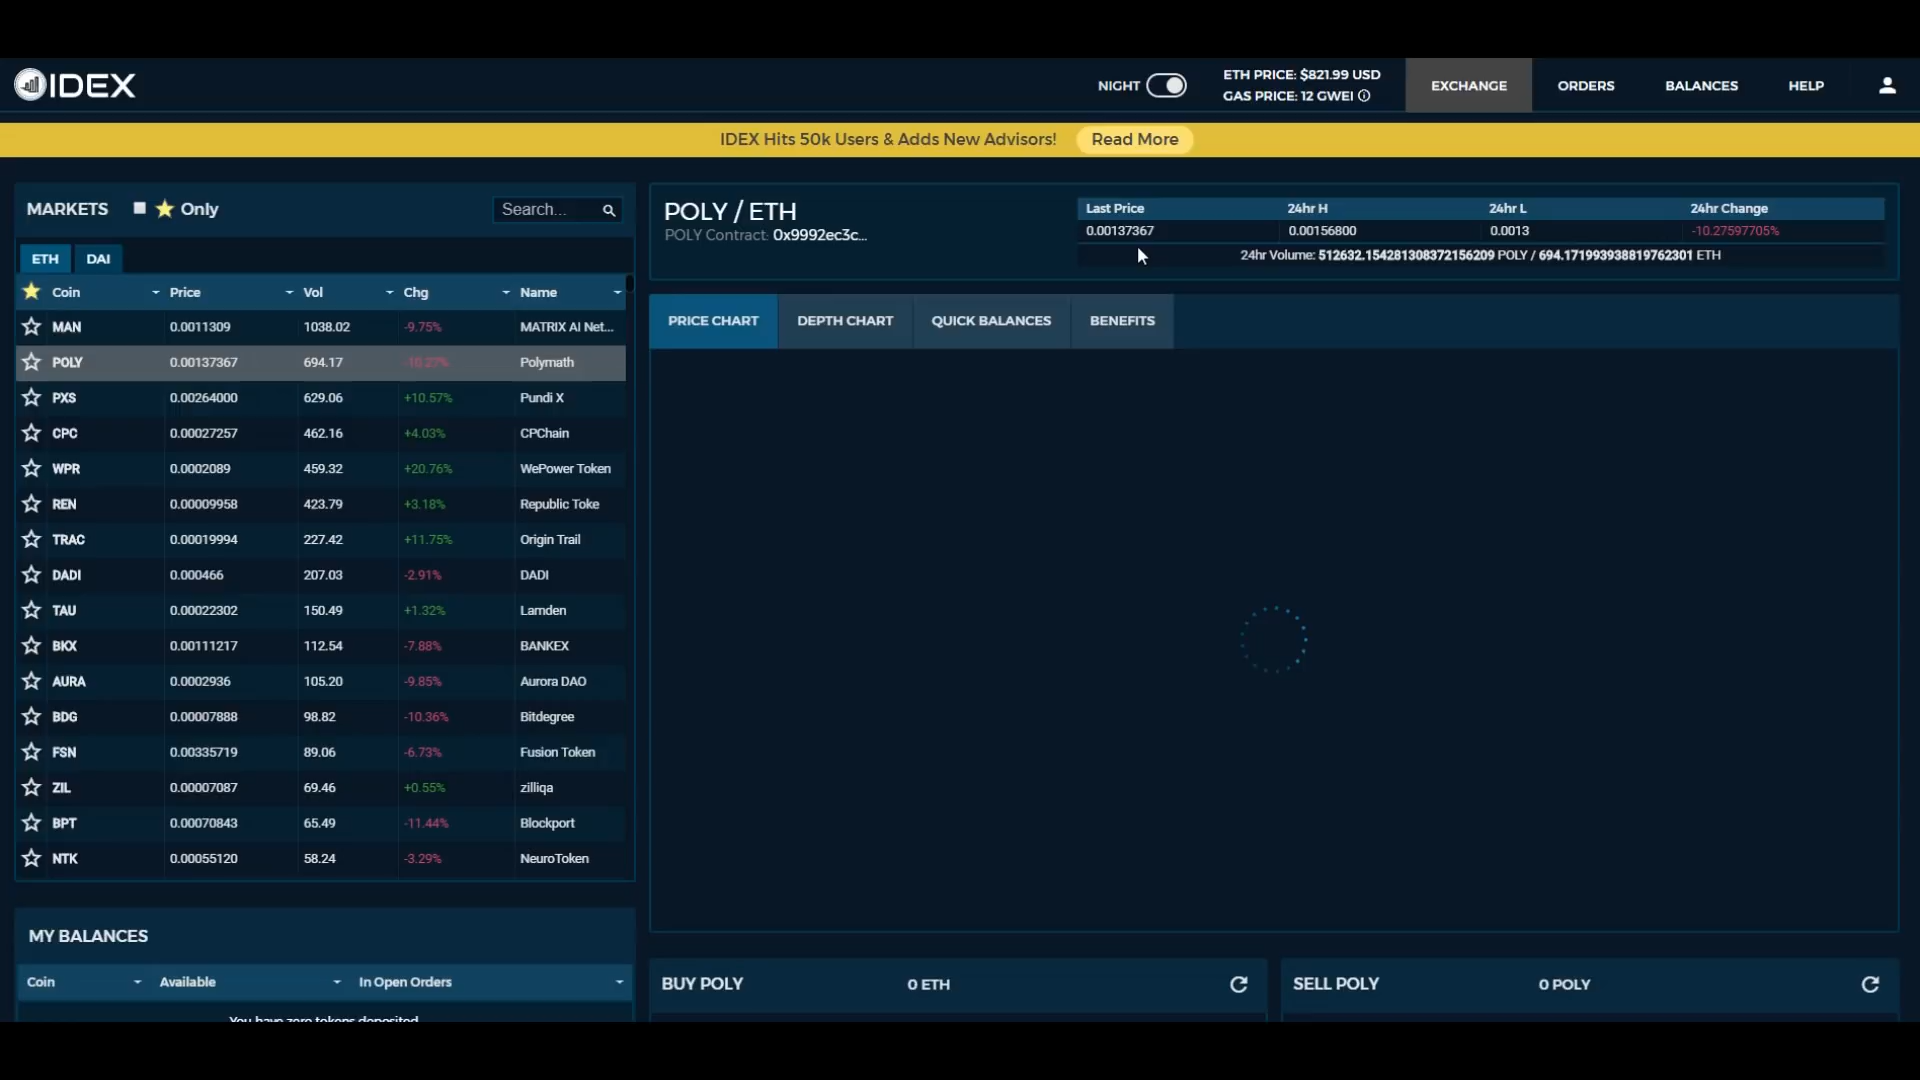 IDEX
NIGHT
ETH PRICE: $821.99 USD
GAS PRICE: 12 GWEI
EXCHANGE
ORDERS
BALANCES
HELP
IDEX Hits 50k Users & Adds New Advisors! Read More
MARKETS Only Search...
ETH DAI
Coin Price Vol Chg Name
MAN 0.0011309 1038.02 -9.75% MATRIX AI Net...
POLY 0.00137367 694.17 -10.27% Polymath
PXS 0.00264000 629.06 +10.57% Pundi X
CPC 0.00027257 462.16 +4.03% CPChain
WPR 0.0002089 459.32 +20.76% WePower Token
REN 0.00009958 423.79 +3.18% Republic Toke
TRAC 0.00019994 227.42 +11.75% Origin Trail
DADI 0.000466 207.03 -2.91% DADI
TAU 0.00022302 150.49 +1.32% Lamden
BKX 0.00111217 112.54 -7.88% BANKEX
AURA 0.0002936 105.20 -9.85% Aurora DAO
BDG 0.00007888 98.82 -10.36% Bitdegree
FSN 0.00335719 89.06 -6.73% Fusion Token
ZIL 0.00007087 69.46 +0.55% zilliqa
BPT 0.00070843 65.49 -11.44% Blockport
NTK 0.00055120 58.24 -3.29% NeuroToken
MY BALANCES
Coin Available In Open Orders
You have zero tokens deposited
POLY / ETH
POLY Contract: 0x9992ec3c...
Last Price 24hr H 24hr L 24hr Change
0.00137367 0.00156800 0.0013 -10.27597705%
24hr Volume: 512632.154281308372156209 POLY / 694.171993938819762301 ETH
PRICE CHART DEPTH CHART QUICK BALANCES BENEFITS
BUY POLY 0 ETH
SELL POLY 0 POLY